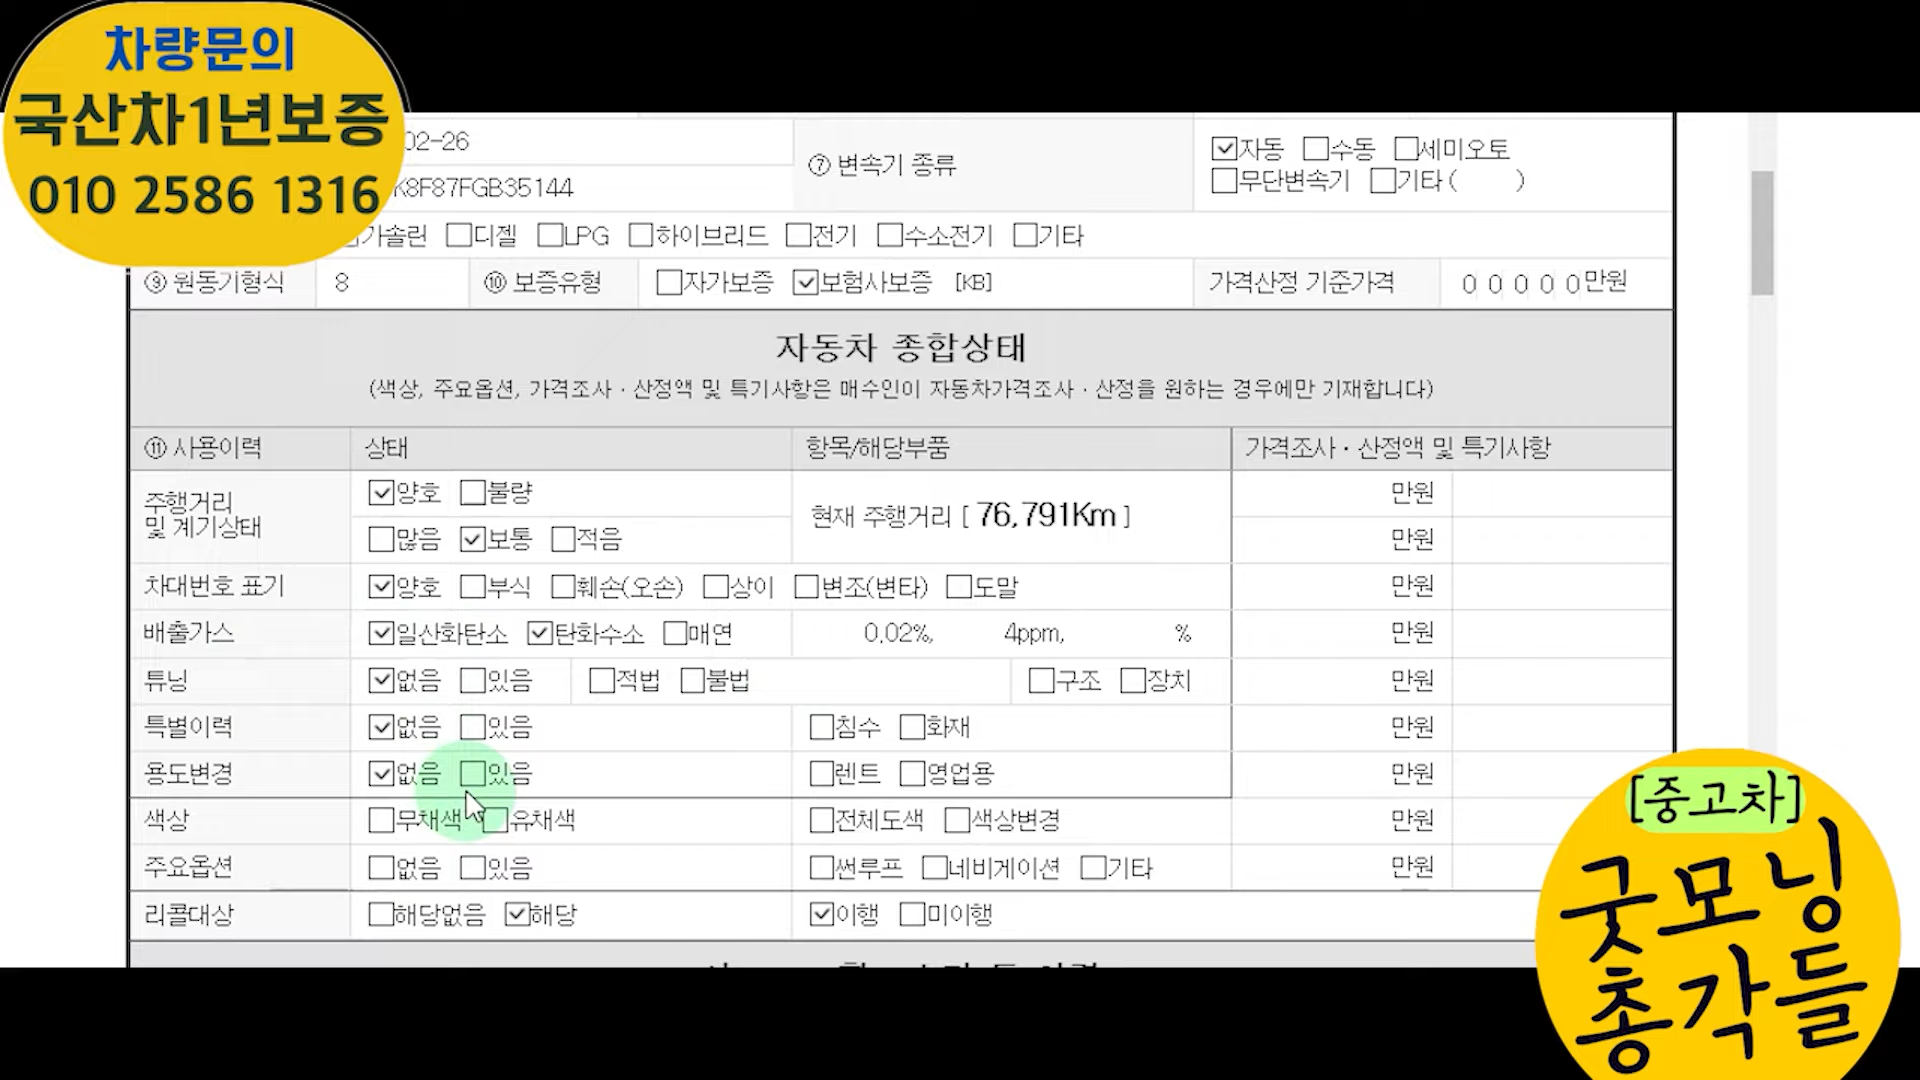 차량문의
국산차1년보증
010 2586 1316
02-26
⑦ 변속기 종류
자동 수동 세미오토
무단변속기 기타 ( )
K8F87FGB35144
가솔린 디젤 LPG 하이브리드 전기 수소전기 기타
⑨ 원동기형식 8 ⑩ 보증유형 자가보증 보험사보증 [KB] 가격산정 기준가격 0 0 0 0 0만원
자동차 종합상태
(색상, 주요옵션, 가격조사 · 산정액 및 특기사항은 매수인이 자동차가격조사 · 산정을 원하는 경우에만 기재합니다)
⑪ 사용이력 상태 항목/해당부품 가격조사 · 산정액 및 특기사항
주행거리
및 계기상태
양호 불량 만원
현재 주행거리 [ 76,791Km ]
많음 보통 적음 만원
차대번호 표기 양호 부식 훼손(오손) 상이 변조(변타) 도말 만원
배출가스 일산화탄소 탄화수소 매연 0.02%, 4ppm, % 만원
튜닝 없음 있음 적법 불법 구조 장치 만원
특별이력 없음 있음 침수 화재 만원
용도변경 없음 있음 렌트 영업용 만원
색상 무채색 유채색 전체도색 색상변경 만원
주요옵션 없음 있음 썬루프 네비게이션 기타 만원
리콜대상 해당없음 해당 이행 미이행
[중고차]
굿모닝
총각들